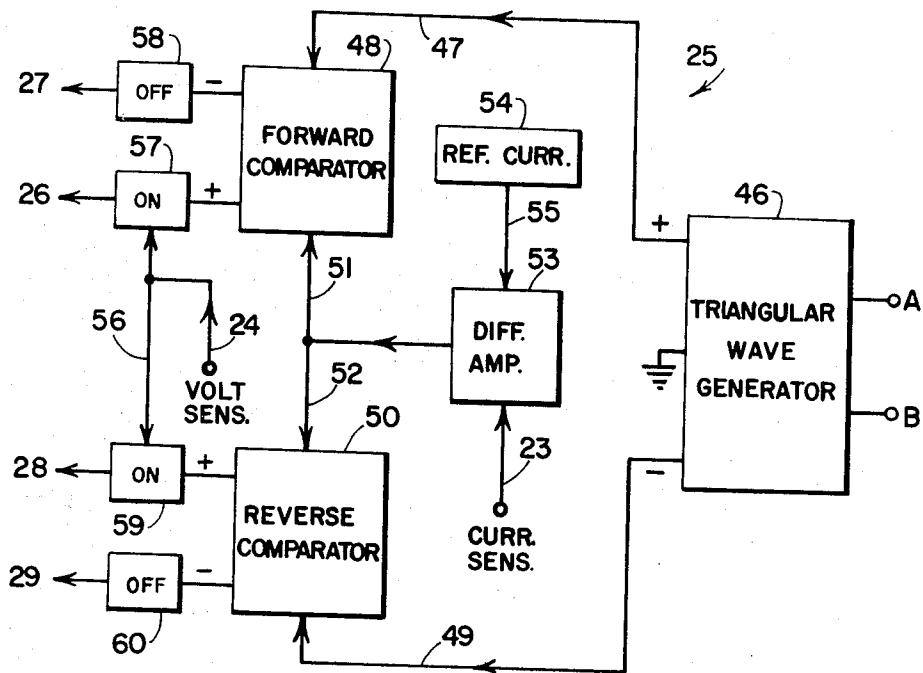 58
48
47
25
27
OFF
−
54
FORWARD
COMPARATOR
57
REF. CURR.
46
26
ON
+
55
+
51
53
TRIANGULAR
WAVE
GENERATOR
A
56
24
DIFF.
AMP.
VOLT
SENS.
52
B
50
28
ON
+
23
−
59
REVERSE
COMPARATOR
CURR.
SENS.
29
OFF
−
60
49